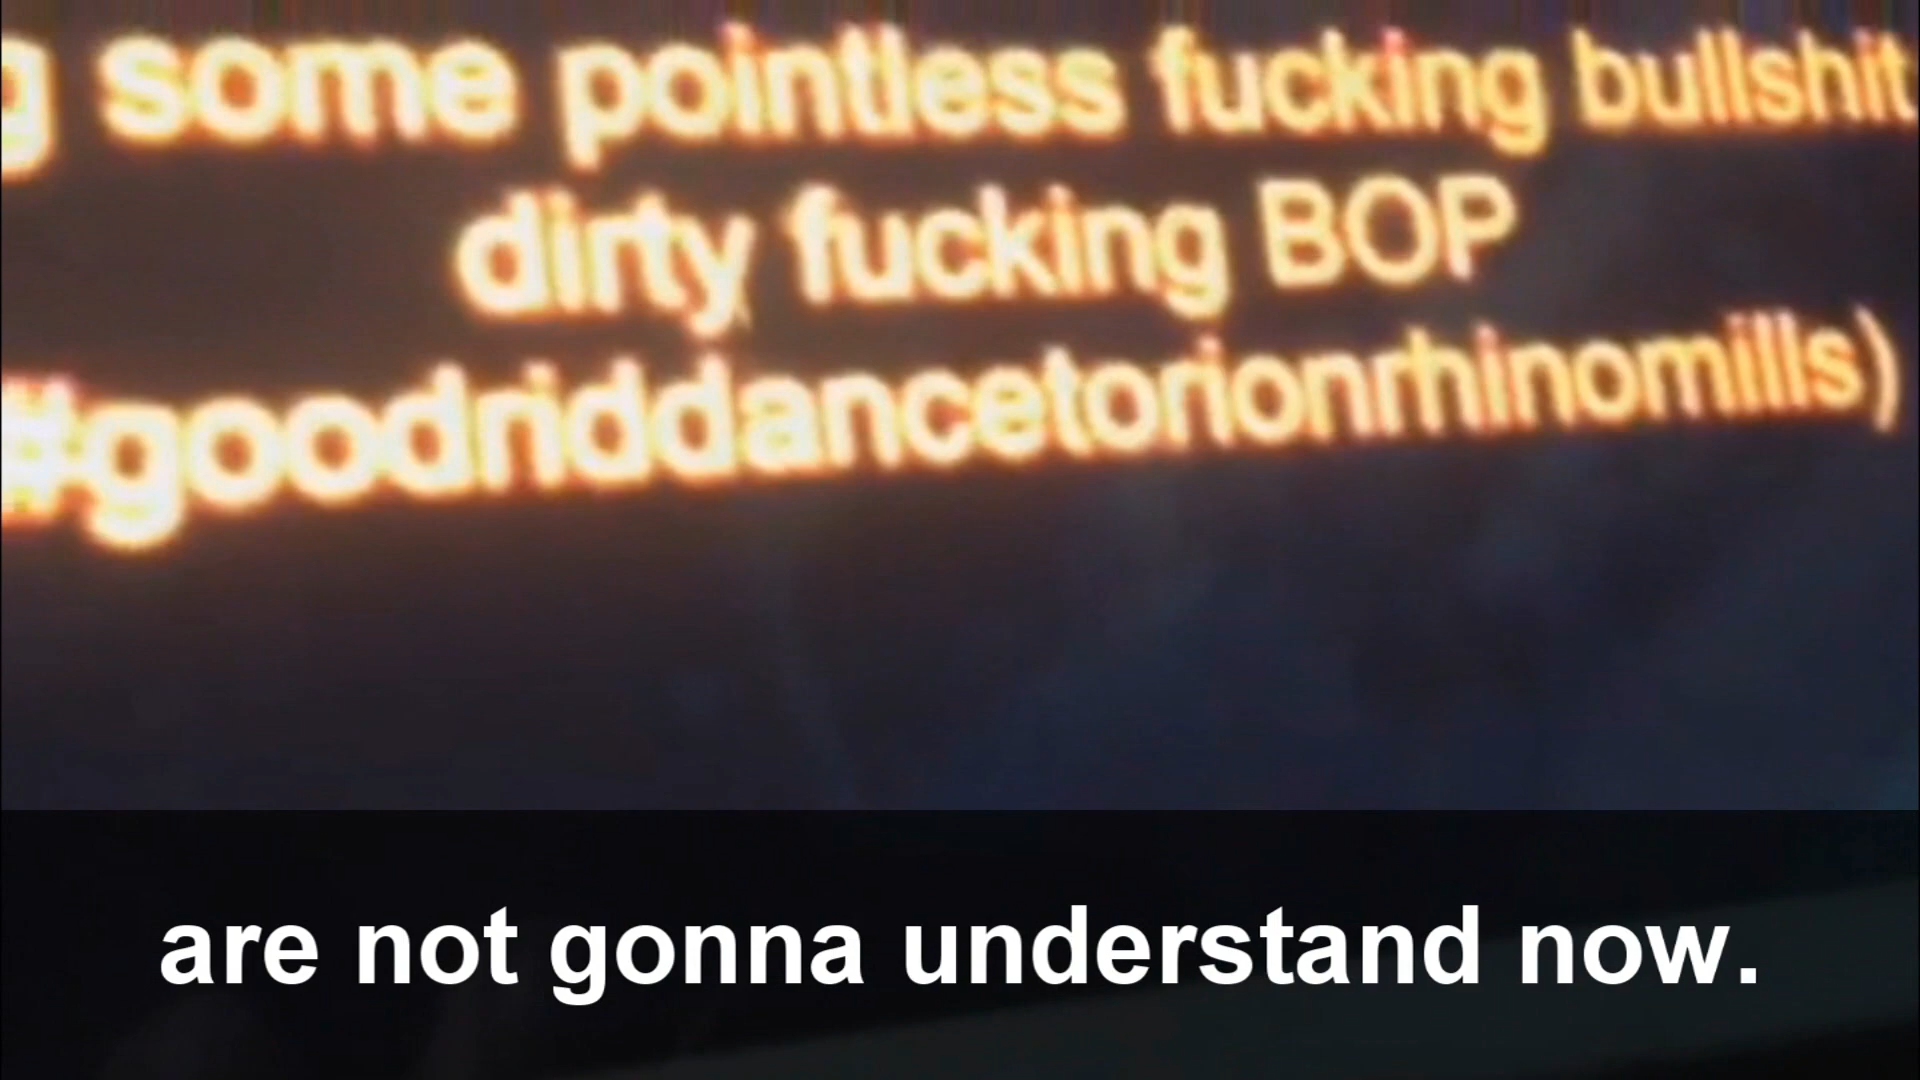 g some pointless fucking bullshit
dirty fucking BOP
#goodriddancetorionrhinomills)
are not gonna understand now.